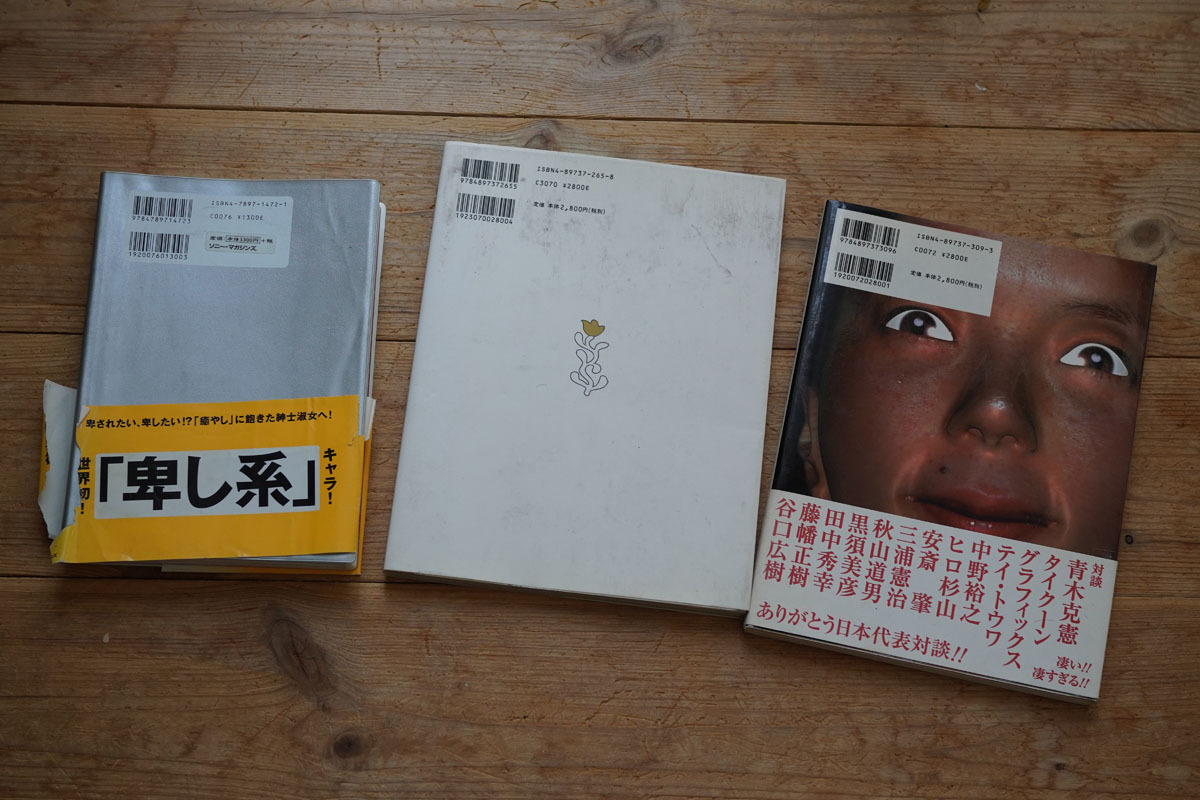 ISBN4-7897-1472-1
9784789714723
C0076 ¥1300E
定価 本体1300円 +税
ソニー・マガジンズ
1920076013003
卑されたい、卑したい!?「癒やし」に飽きた紳士淑女へ!
世界初!
「卑し系」
キャラ!
ISBN4-89737-265-8
9784897372655
C3070 ¥2800E
定価 本体2,800円(税別)
1923070028004
ISBN4-89737-309-3
9784897373096
C0072 ¥2800E
定価 本体2,800円(税別)
1920072028001
対談
青木克憲
タイクーン
グラフィックス
テイ・トウワ
中野裕之
ヒロ杉山
安斎 肇
三浦憲治
秋山道男
黒須美彦
田中秀幸
藤幡正樹
谷口広樹
ありがとう日本代表対談!!
凄い!!
凄すぎる!!